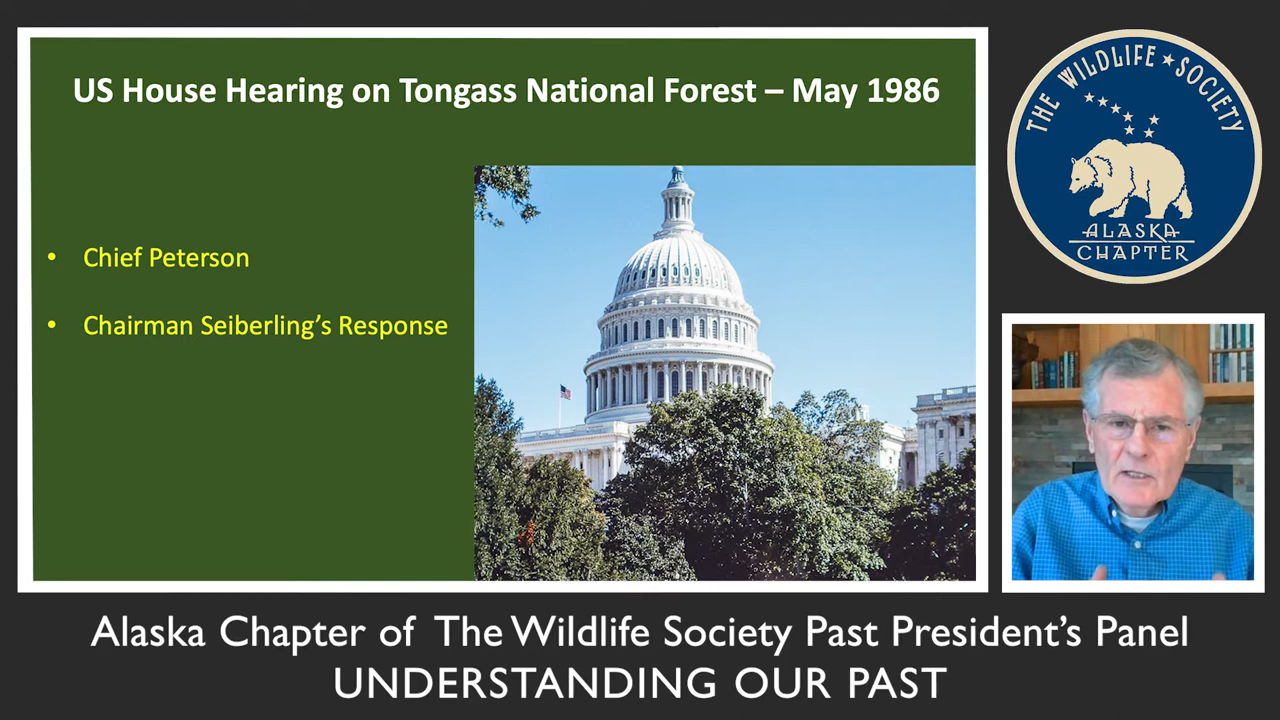 US House Hearing on Tongass National Forest – May 1986
• Chief Peterson
• Chairman Seiberling’s Response
THE WILDLIFE ★ SOCIETY
ALASKA
CHAPTER
Alaska Chapter of The Wildlife Society Past President’s Panel
UNDERSTANDING OUR PAST